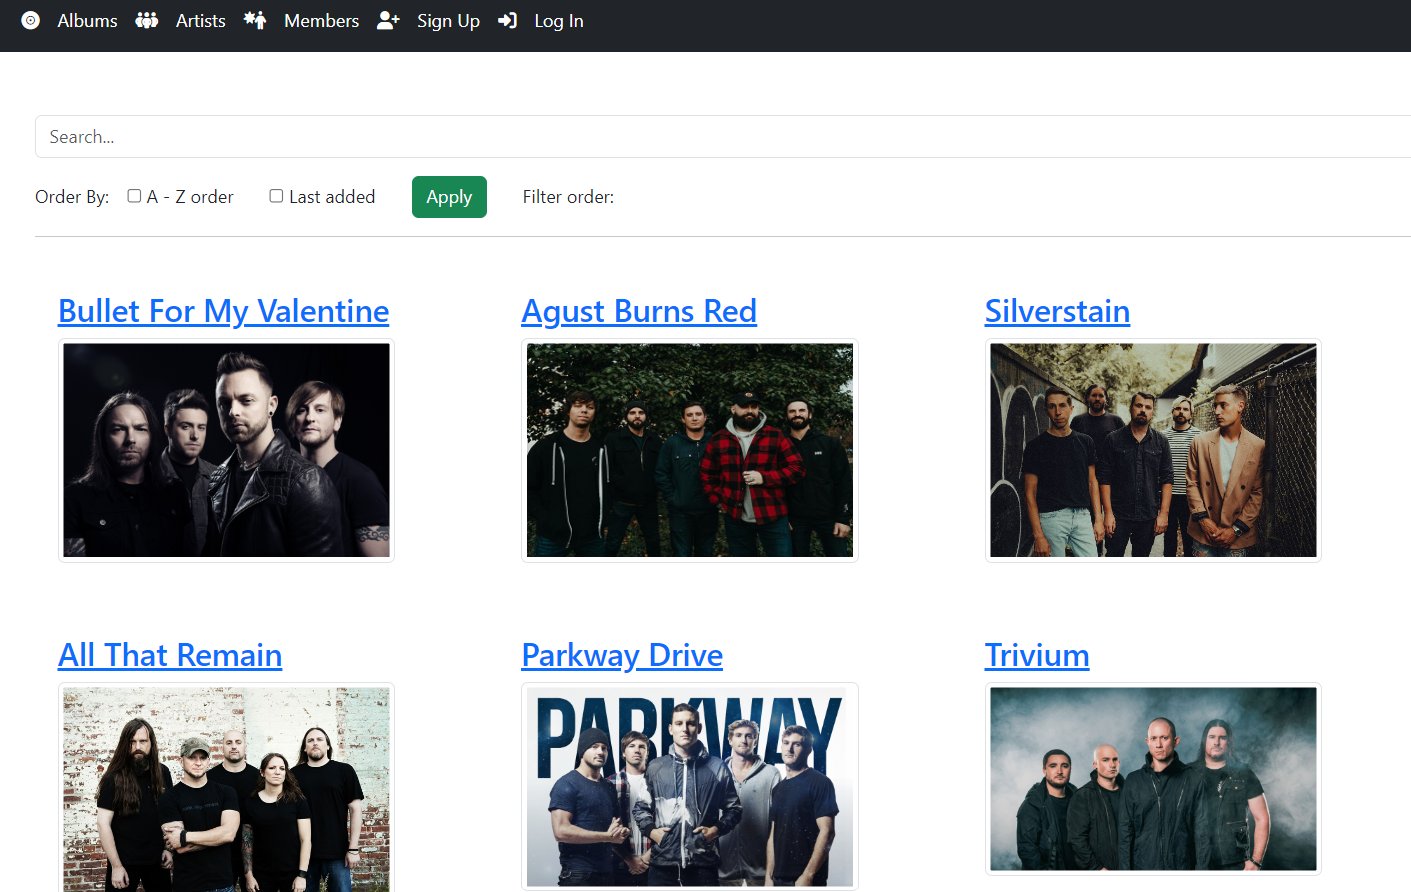 Albums Artists Members Sign Up Log In
Search...
Order By: A - Z order Last added Apply Filter order:
Bullet For My Valentine Agust Burns Red Silverstain
All That Remain Parkway Drive Trivium
PARKWAY